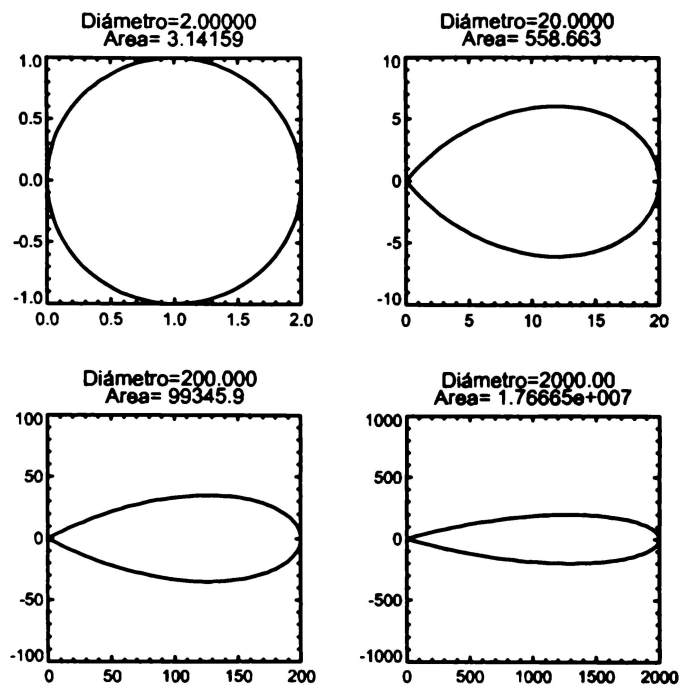 Diámetro=2.00000
Area= 3.14159
1.0
0.5
0.0
-0.5
-1.0
0.0 0.5 1.0 1.5 2.0
Diámetro=20.0000
Area= 558.663
10
5
0
-5
-10
0 5 10 15 20
Diámetro=200.000
Area= 99345.9
100
50
0
-50
-100
0 50 100 150 200
Diámetro=2000.00
Area= 1.76665e+007
1000
500
0
-500
-1000
0 500 1000 1500 2000